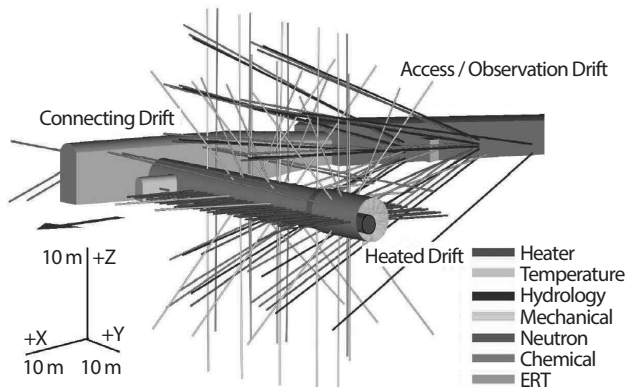 Access / Observation Drift
Connecting Drift
Heated Drift
10 m +Z
+X +Y
10 m 10 m
Heater
Temperature
Hydrology
Mechanical
Neutron
Chemical
ERT